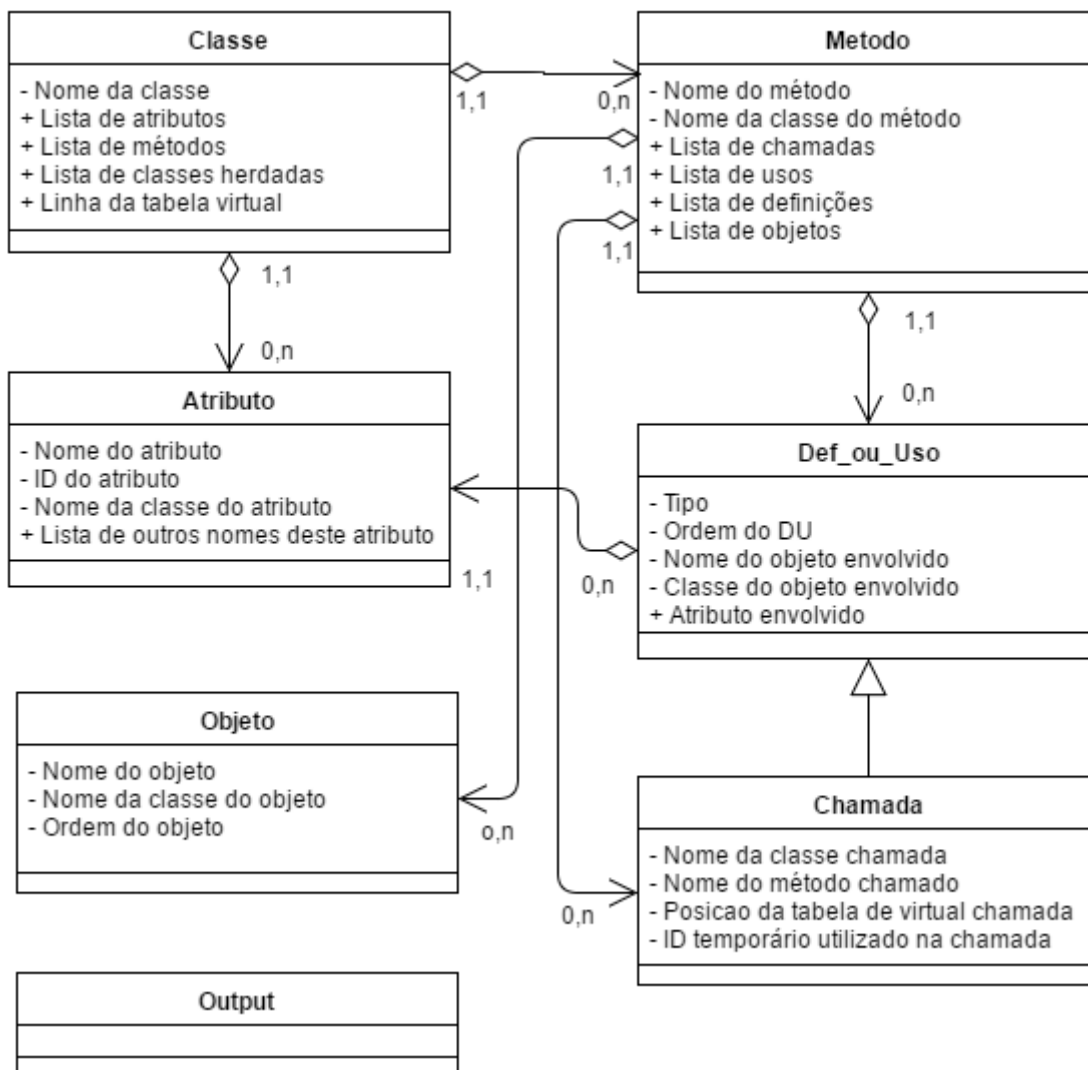 Classe
- Nome da classe
+ Lista de atributos
+ Lista de métodos
+ Lista de classes herdadas
+ Linha da tabela virtual
1,1
0,n
Metodo
- Nome do método
- Nome da classe do método
+ Lista de chamadas
+ Lista de usos
+ Lista de definições
+ Lista de objetos
1,1
1,1
1,1
0,n
1,1
0,n
Atributo
- Nome do atributo
- ID do atributo
- Nome da classe do atributo
+ Lista de outros nomes deste atributo
1,1
0,n
Def_ou_Uso
- Tipo
- Ordem do DU
- Nome do objeto envolvido
- Classe do objeto envolvido
+ Atributo envolvido
Objeto
- Nome do objeto
- Nome da classe do objeto
- Ordem do objeto
o,n
0,n
Chamada
- Nome da classe chamada
- Nome do método chamado
- Posicao da tabela de virtual chamada
- ID temporário utilizado na chamada
Output